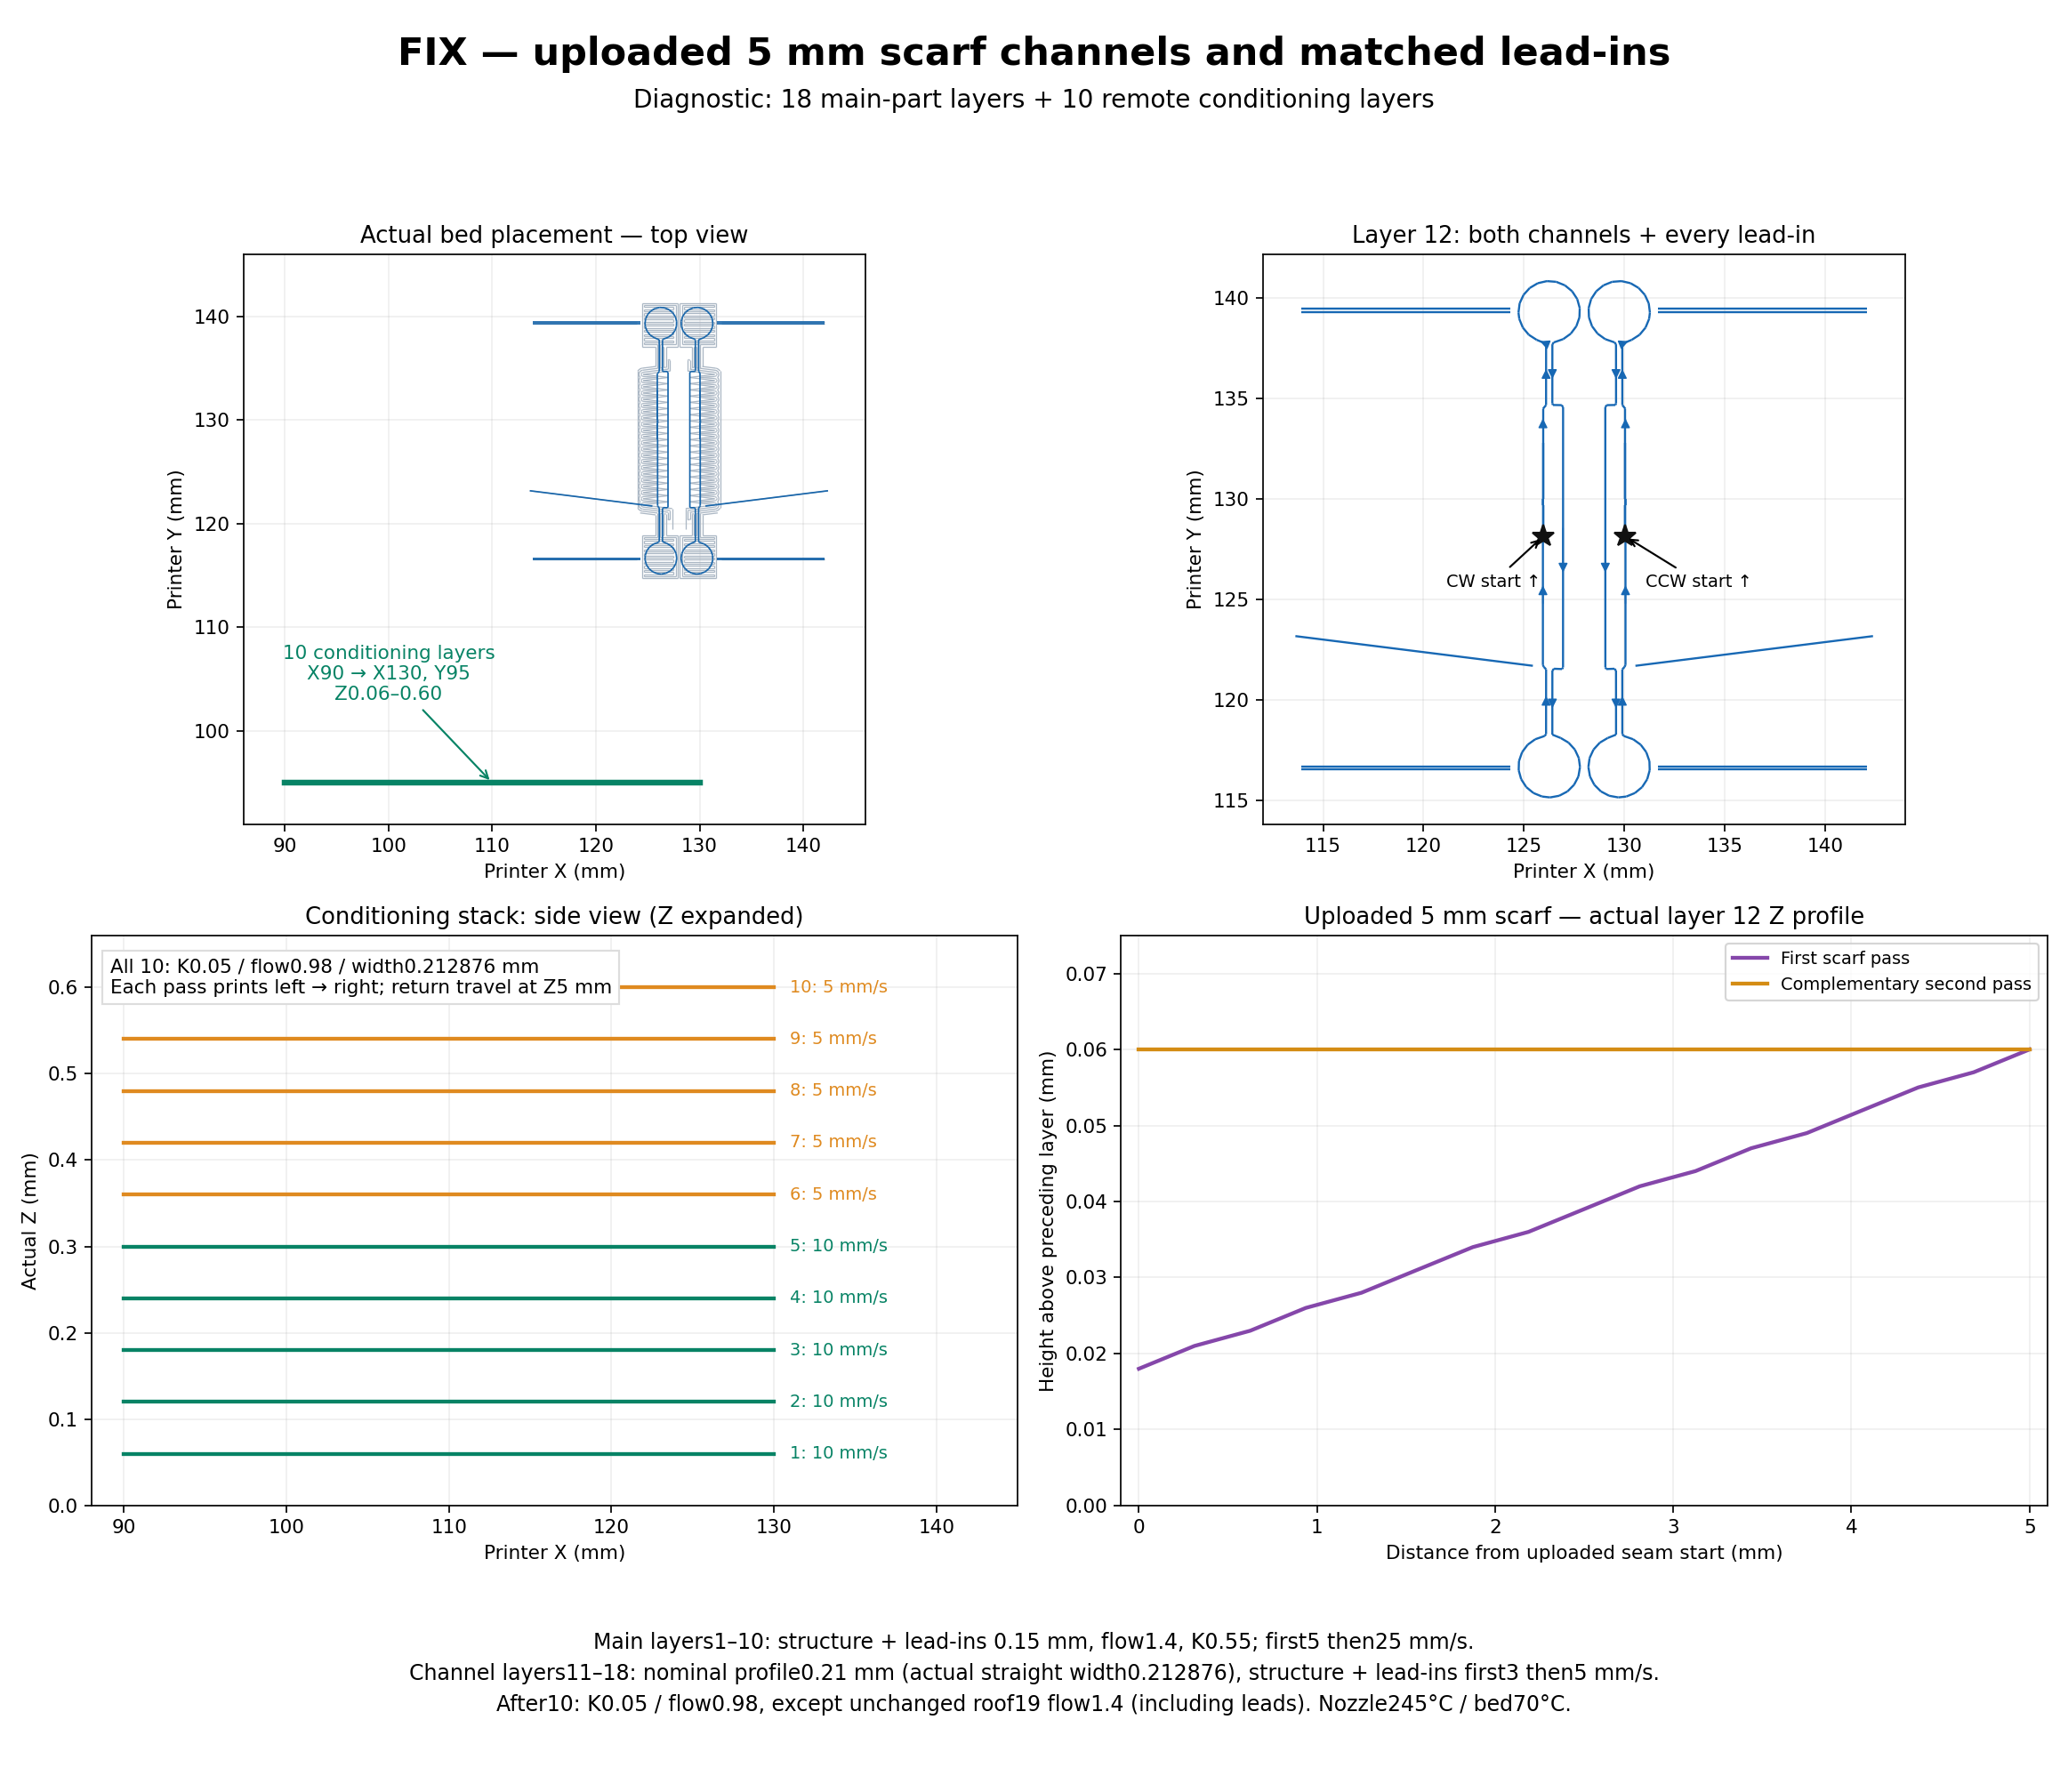 FIX — uploaded 5 mm scarf channels and matched lead-ins
Diagnostic: 18 main-part layers + 10 remote conditioning layers
Actual bed placement — top view
Printer Y (mm)
140
130
120
110
100
10 conditioning layers
X90 → X130, Y95
Z0.06–0.60
90 100 110 120 130 140
Printer X (mm)
Layer 12: both channels + every lead-in
Printer Y (mm)
140
135
130
125
120
115
CW start ↑
CCW start ↑
115 120 125 130 135 140
Printer X (mm)
Conditioning stack: side view (Z expanded)
Actual Z (mm)
0.6
0.5
0.4
0.3
0.2
0.1
0.0
All 10: K0.05 / flow0.98 / width0.212876 mm
Each pass prints left → right; return travel at Z5 mm
10: 5 mm/s
9: 5 mm/s
8: 5 mm/s
7: 5 mm/s
6: 5 mm/s
5: 10 mm/s
4: 10 mm/s
3: 10 mm/s
2: 10 mm/s
1: 10 mm/s
90 100 110 120 130 140
Printer X (mm)
Uploaded 5 mm scarf — actual layer 12 Z profile
Height above preceding layer (mm)
0.07
0.06
0.05
0.04
0.03
0.02
0.01
0.00
First scarf pass
Complementary second pass
0 1 2 3 4 5
Distance from uploaded seam start (mm)
Main layers1–10: structure + lead-ins 0.15 mm, flow1.4, K0.55; first5 then25 mm/s.
Channel layers11–18: nominal profile0.21 mm (actual straight width0.212876), structure + lead-ins first3 then5 mm/s.
After10: K0.05 / flow0.98, except unchanged roof19 flow1.4 (including leads). Nozzle245°C / bed70°C.